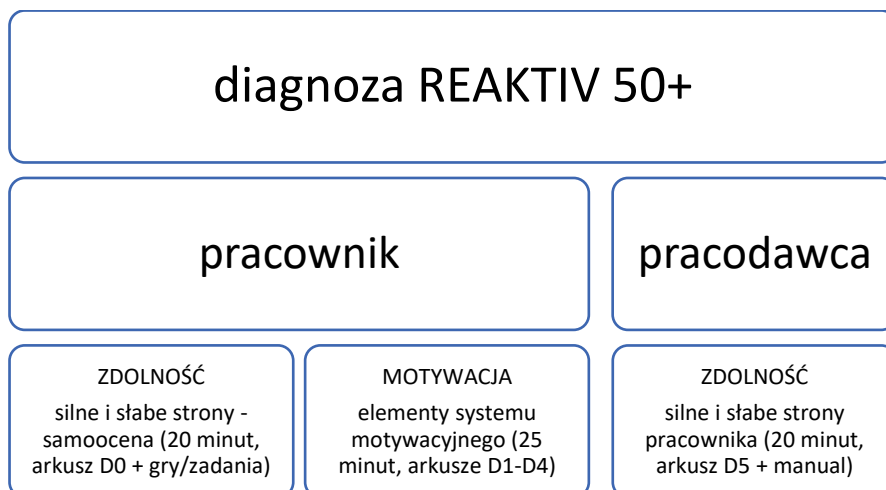 diagnoza REAKTIV 50+
pracownik
pracodawca
ZDOLNOŚĆ
silne i słabe strony -
samoocena (20 minut,
arkusz D0 + gry/zadania)
MOTYWACJA
elementy systemu
motywacyjnego (25
minut, arkusze D1-D4)
ZDOLNOŚĆ
silne i słabe strony
pracownika (20 minut,
arkusz D5 + manual)